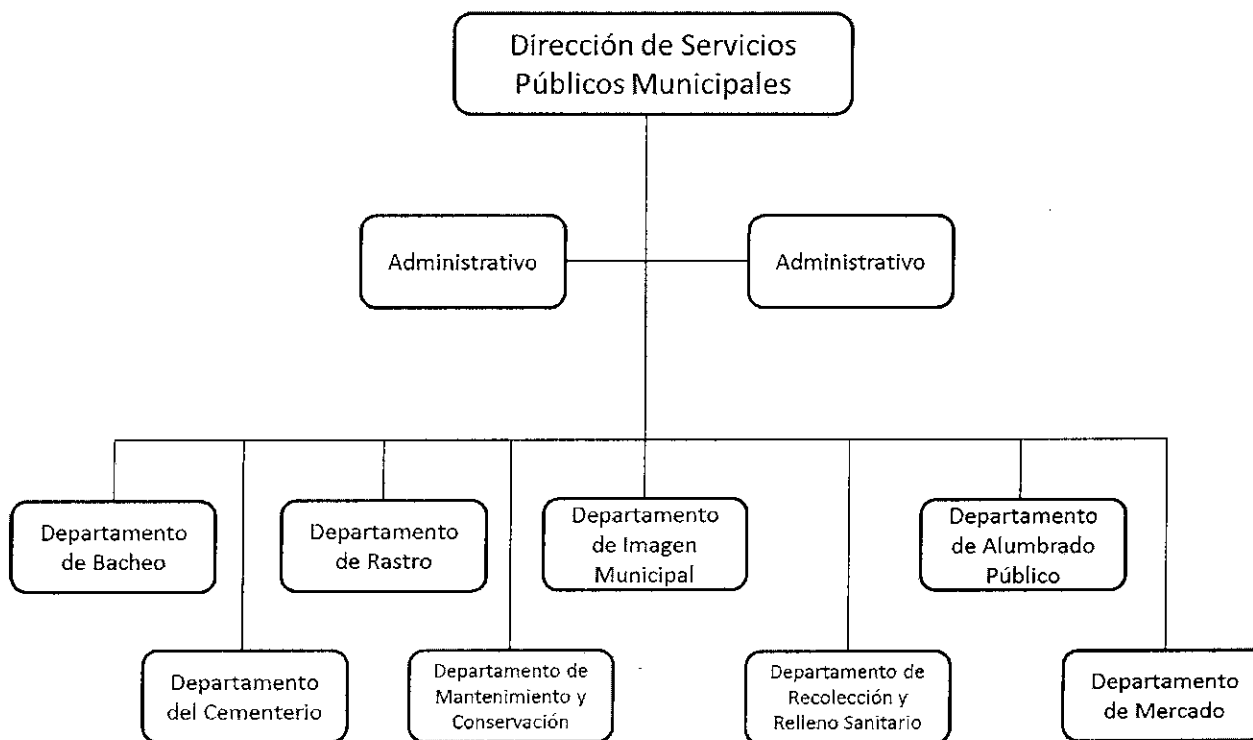 Dirección de Servicios
Públicos Municipales
Administrativo
Administrativo
Departamento
de Bacheo
Departamento
de Rastro
Departamento
de Imagen
Municipal
Departamento
de Alumbrado
Público
Departamento
del Cementerio
Departamento de
Mantenimiento y
Conservación
Departamento de
Recolección y
Relleno Sanitario
Departamento
de Mercado